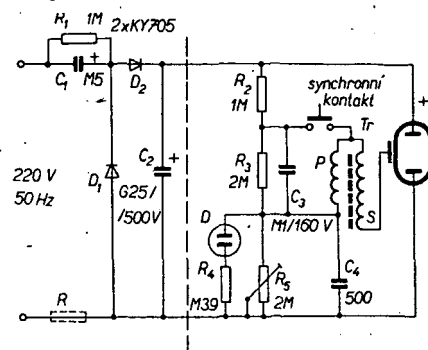 R1 1M 2xKY705
C1 M5 +
D2
R2
1M
synchronní
kontakt
Tr
+
220 V
50 Hz
D1
C2 +
G25/
/500V
R3
2M
C3
P
S
D
M1/160 V
R4
M39
R5
2M
C4
500
R